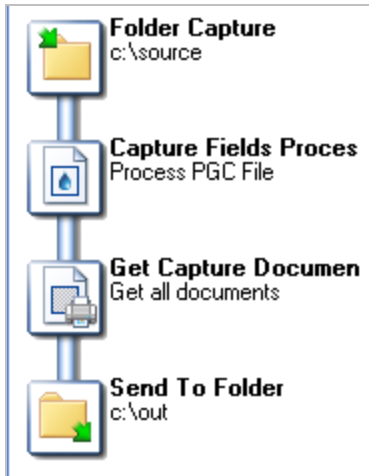 Folder Capture
c:\source
Capture Fields Proces
Process PGC File
Get Capture Documen
Get all documents
Send To Folder
c:\out